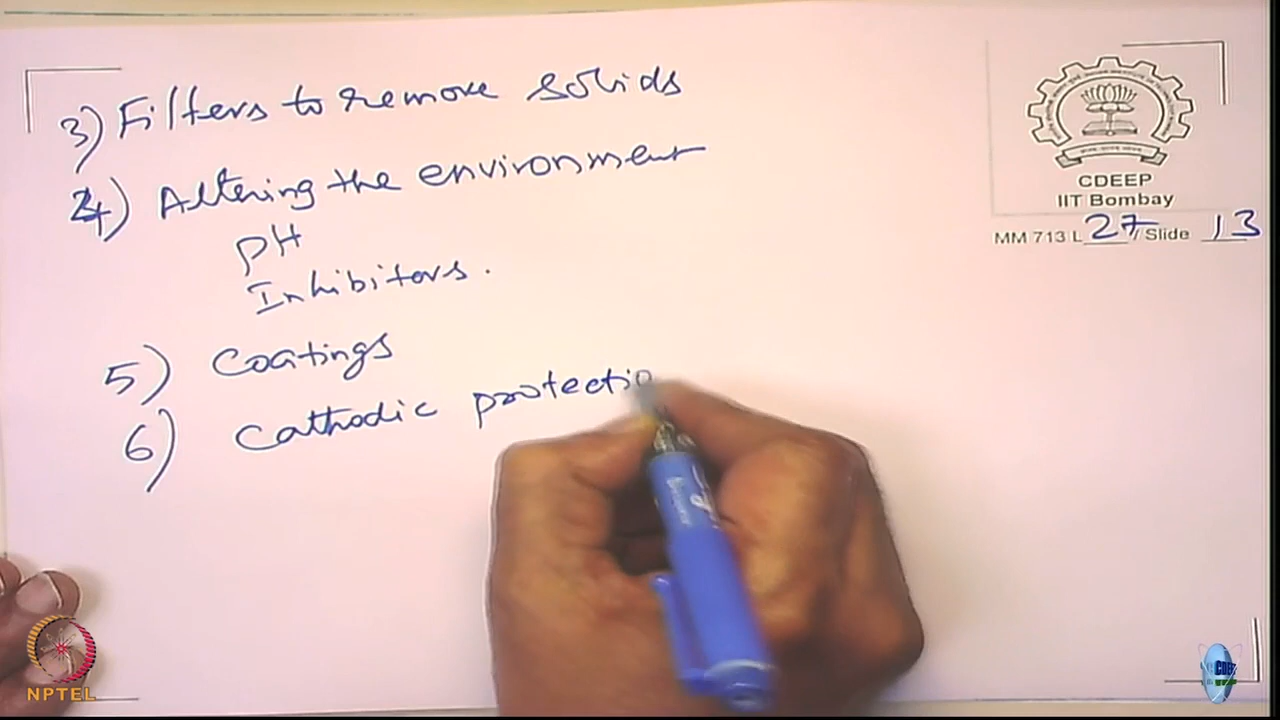 3) Filters to remove solids
4) Altering the environment
pH
Inhibitors.
5) Coatings
6) Cathodic protectio
CDEEP
IIT Bombay
MM 713 L 27 / Slide 13
NPTEL